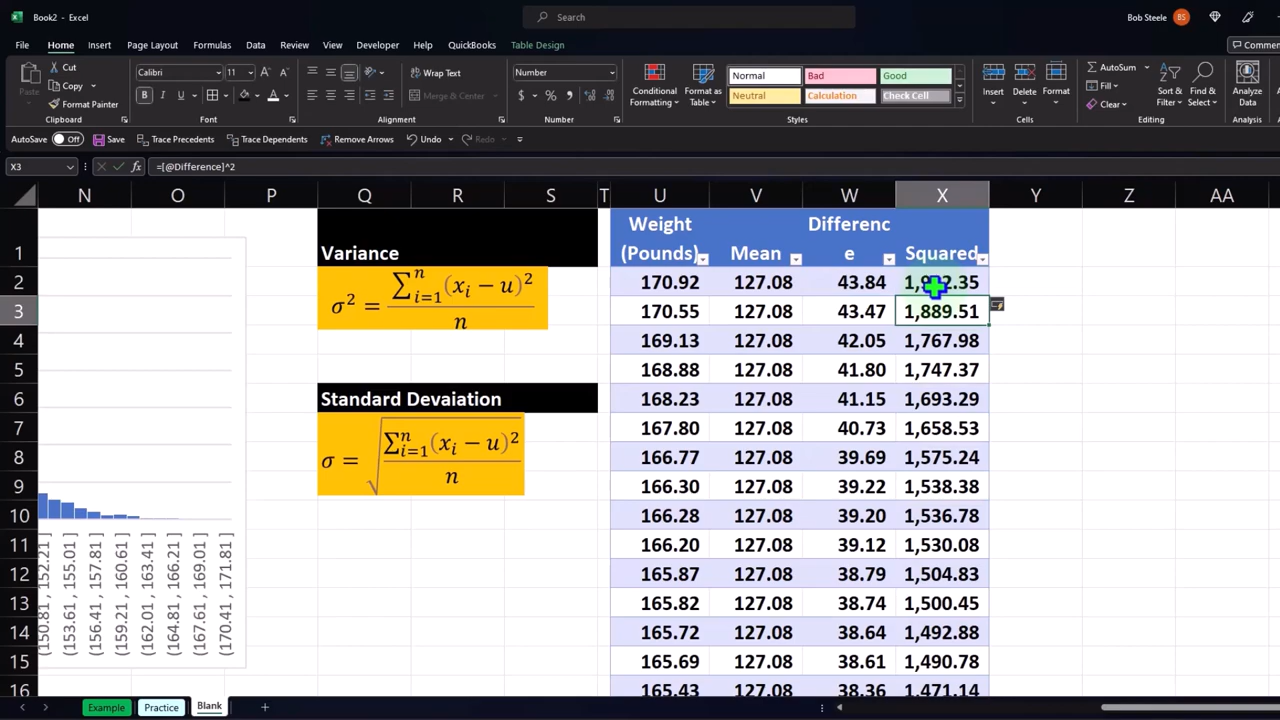 Book2 - Excel
Search
Bob Steele BS
File Home Insert Page Layout Formulas Data Review View Developer Help QuickBooks Table Design
Comment
Paste
Cut
Copy
Format Painter
Clipboard
Calibri 11
B I U
Font
Wrap Text
Merge & Center
Alignment
Number
$ % 9
Number
Conditional Formatting
Format as Table
Normal Bad Good
Neutral Calculation Check Cell
Styles
Insert Delete Format
Cells
AutoSum
Fill
Clear
Sort & Filter
Find & Select
Editing
Analyze Data
Analysis
AutoSave Off Save Trace Precedents Trace Dependents Remove Arrows Undo Redo
X3 fx =[@Difference]^2
N O P Q R S T U V W X Y Z AA
1 Variance Weight (Pounds) Mean Differenc e Squared
σ² = ∑ⁿᵢ₌₁(xᵢ − u)² / n
2 170.92 127.08 43.84
3 170.55 127.08 43.47 1,889.51
4 169.13 127.08 42.05 1,767.98
5 168.88 127.08 41.80 1,747.37
6 Standard Devaiation 168.23 127.08 41.15 1,693.29
σ = √(∑ⁿᵢ₌₁(xᵢ − u)² / n)
7 167.80 127.08 40.73 1,658.53
8 166.77 127.08 39.69 1,575.24
9 166.30 127.08 39.22 1,538.38
10 166.28 127.08 39.20 1,536.78
11 166.20 127.08 39.12 1,530.08
12 165.87 127.08 38.79 1,504.83
13 165.82 127.08 38.74 1,500.45
14 165.72 127.08 38.64 1,492.88
15 165.69 127.08 38.61 1,490.78
16 165.43 127.08 38.36 1,471.14
(150.81 , 152.21 ]
(153.61 , 155.01 ]
(156.41 , 157.81 ]
(159.21 , 160.61 ]
(162.01 , 163.41 ]
(164.81 , 166.21 ]
(167.61 , 169.01 ]
(170.41 , 171.81 ]
Example Practice Blank